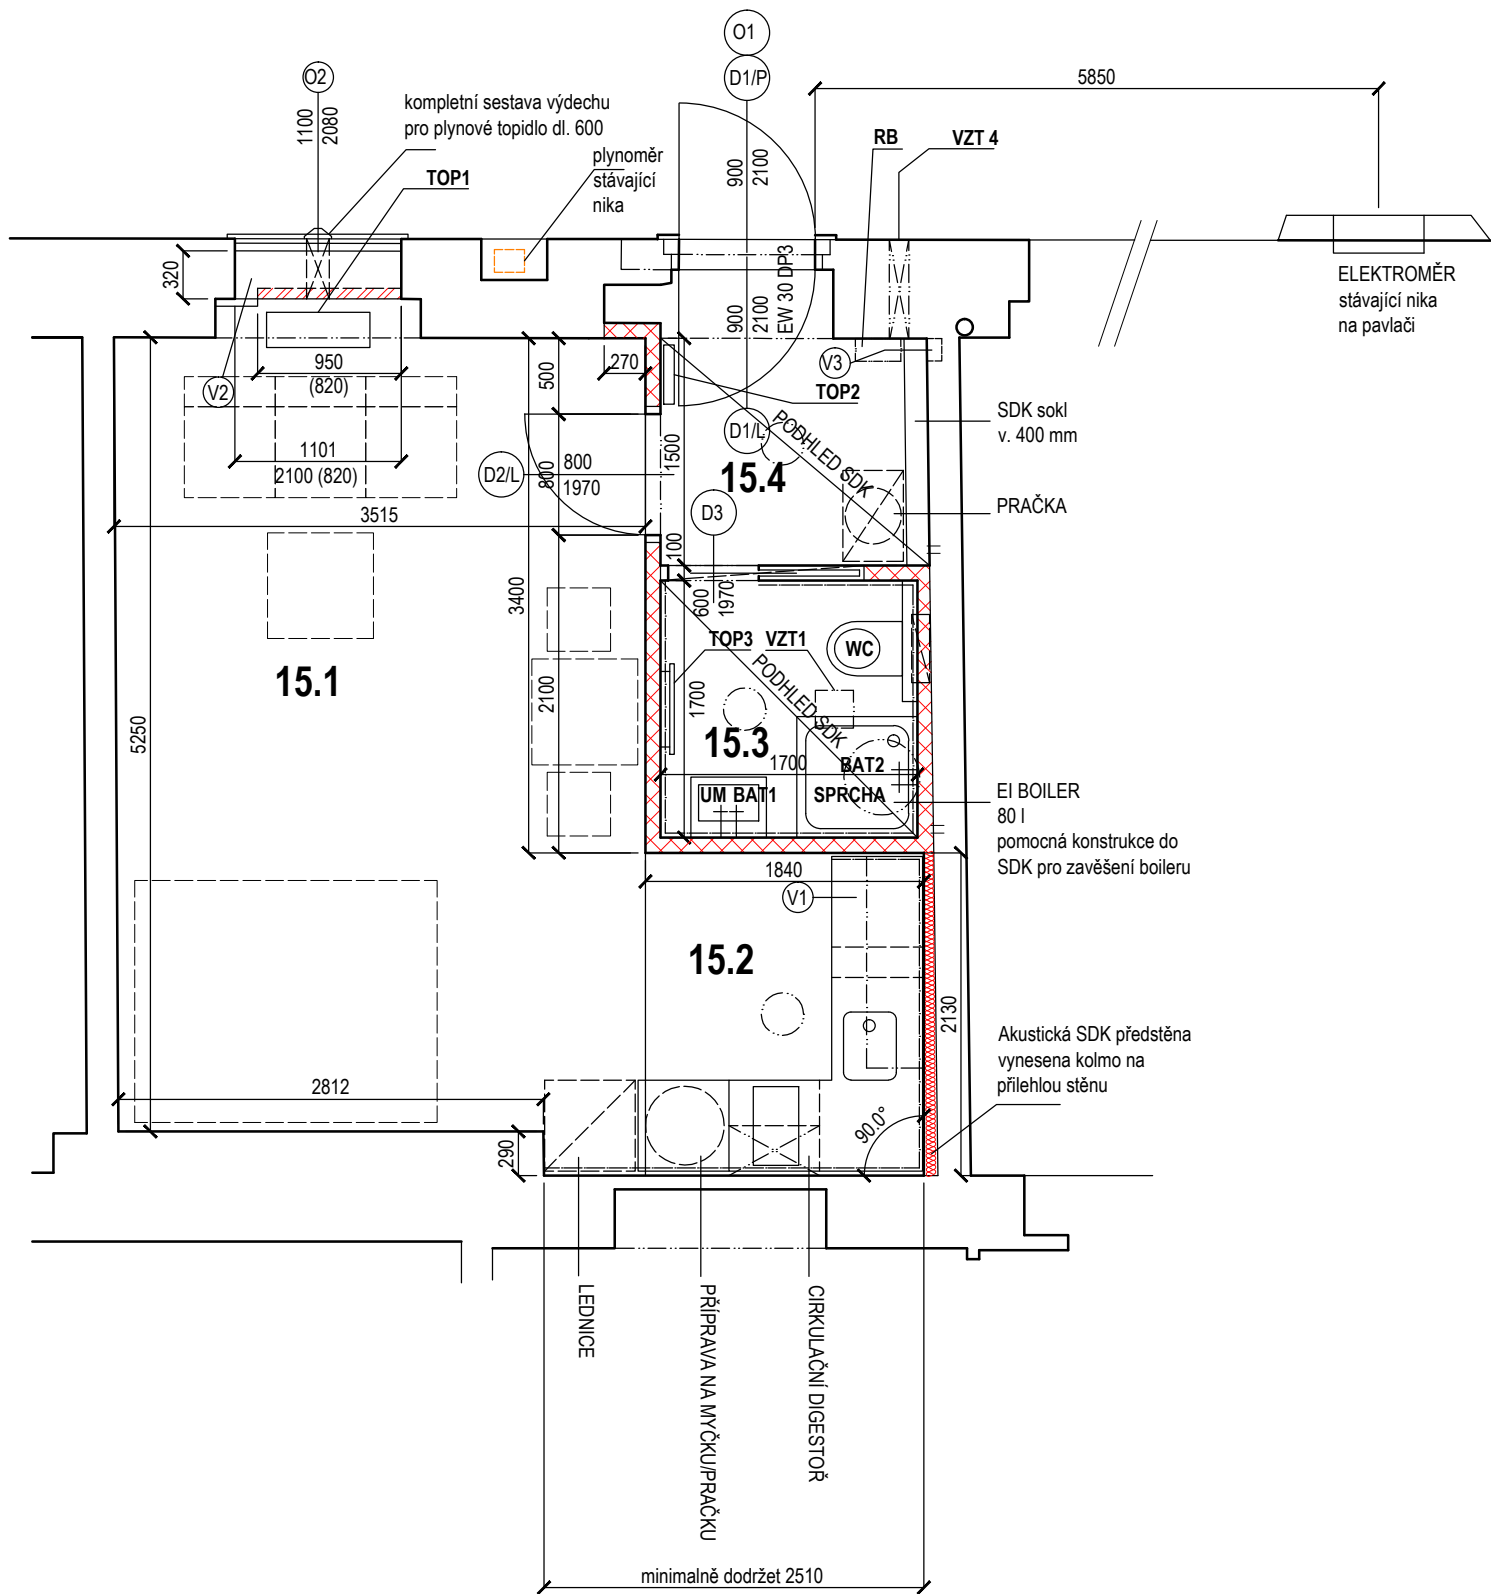 O1
D1/P
5850
O2
1100
2080
kompletní sestava výdechu
pro plynové topidlo dl. 600
TOP1
plynoměr
stávající
nika
900
2100
RB
VZT 4
320
EW 30 DP3
900
2100
ELEKTROMĚR
stávající nika
na pavlači
950
(820)
V2
500
270
V3
TOP2
SDK sokl
v. 400 mm
1101
2100 (820)
D2/L
800
800
1970
1500
D1/L
PODHLED SDK
15.4
PRAČKA
3515
D3
100
3400
600
1970
15.1
TOP3
VZT1
WC
PODHLED SDK
2100
1700
5250
15.3
1700
BAT2
UM BAT1
SPRCHA
EI BOILER
80 l
pomocná konstrukce do
SDK pro zavěšení boileru
1840
V1
15.2
2130
Akustická SDK předstěna
vynesena kolmo na
přilehlou stěnu
2812
90.0°
290
LEDNICE
PŘÍPRAVA NA MYČKU/PRAČKU
CIRKULAČNÍ DIGESTOŘ
minimalně dodržet 2510